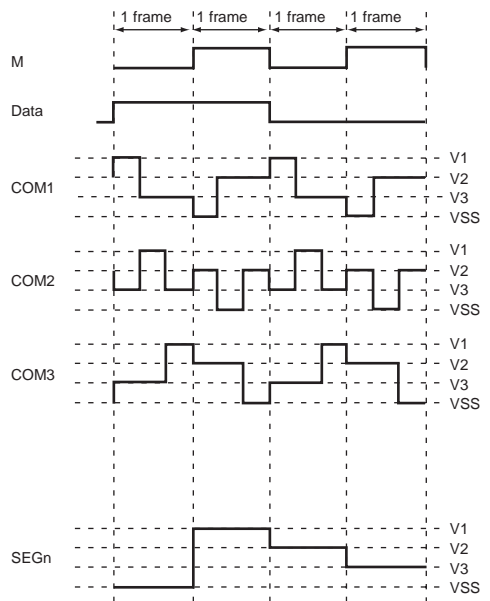 1 frame 1 frame 1 frame 1 frame
M
Data
COM1
V1
V2
V3
VSS
COM2
V1
V2
V3
VSS
COM3
V1
V2
V3
VSS
SEGn
V1
V2
V3
VSS